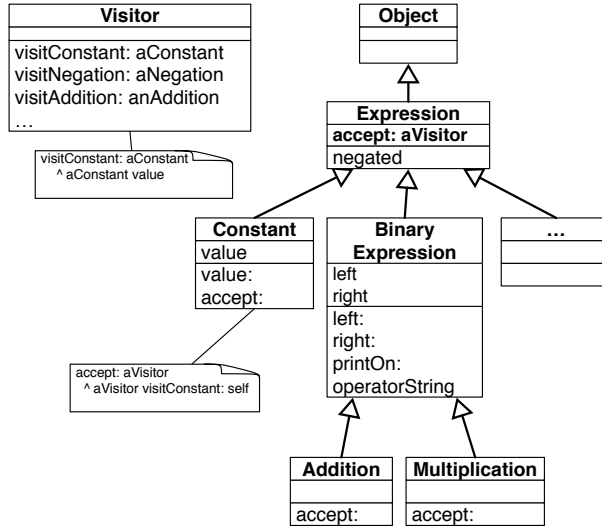 Visitor
visitConstant: aConstant
visitNegation: aNegation
visitAddition: anAddition
...
visitConstant: aConstant
^ aConstant value
Object
Expression
accept: aVisitor
negated
Constant
value
value:
accept:
accept: aVisitor
^ aVisitor visitConstant: self
Binary
Expression
left
right
left:
right:
printOn:
operatorString
...
Addition
accept:
Multiplication
accept: